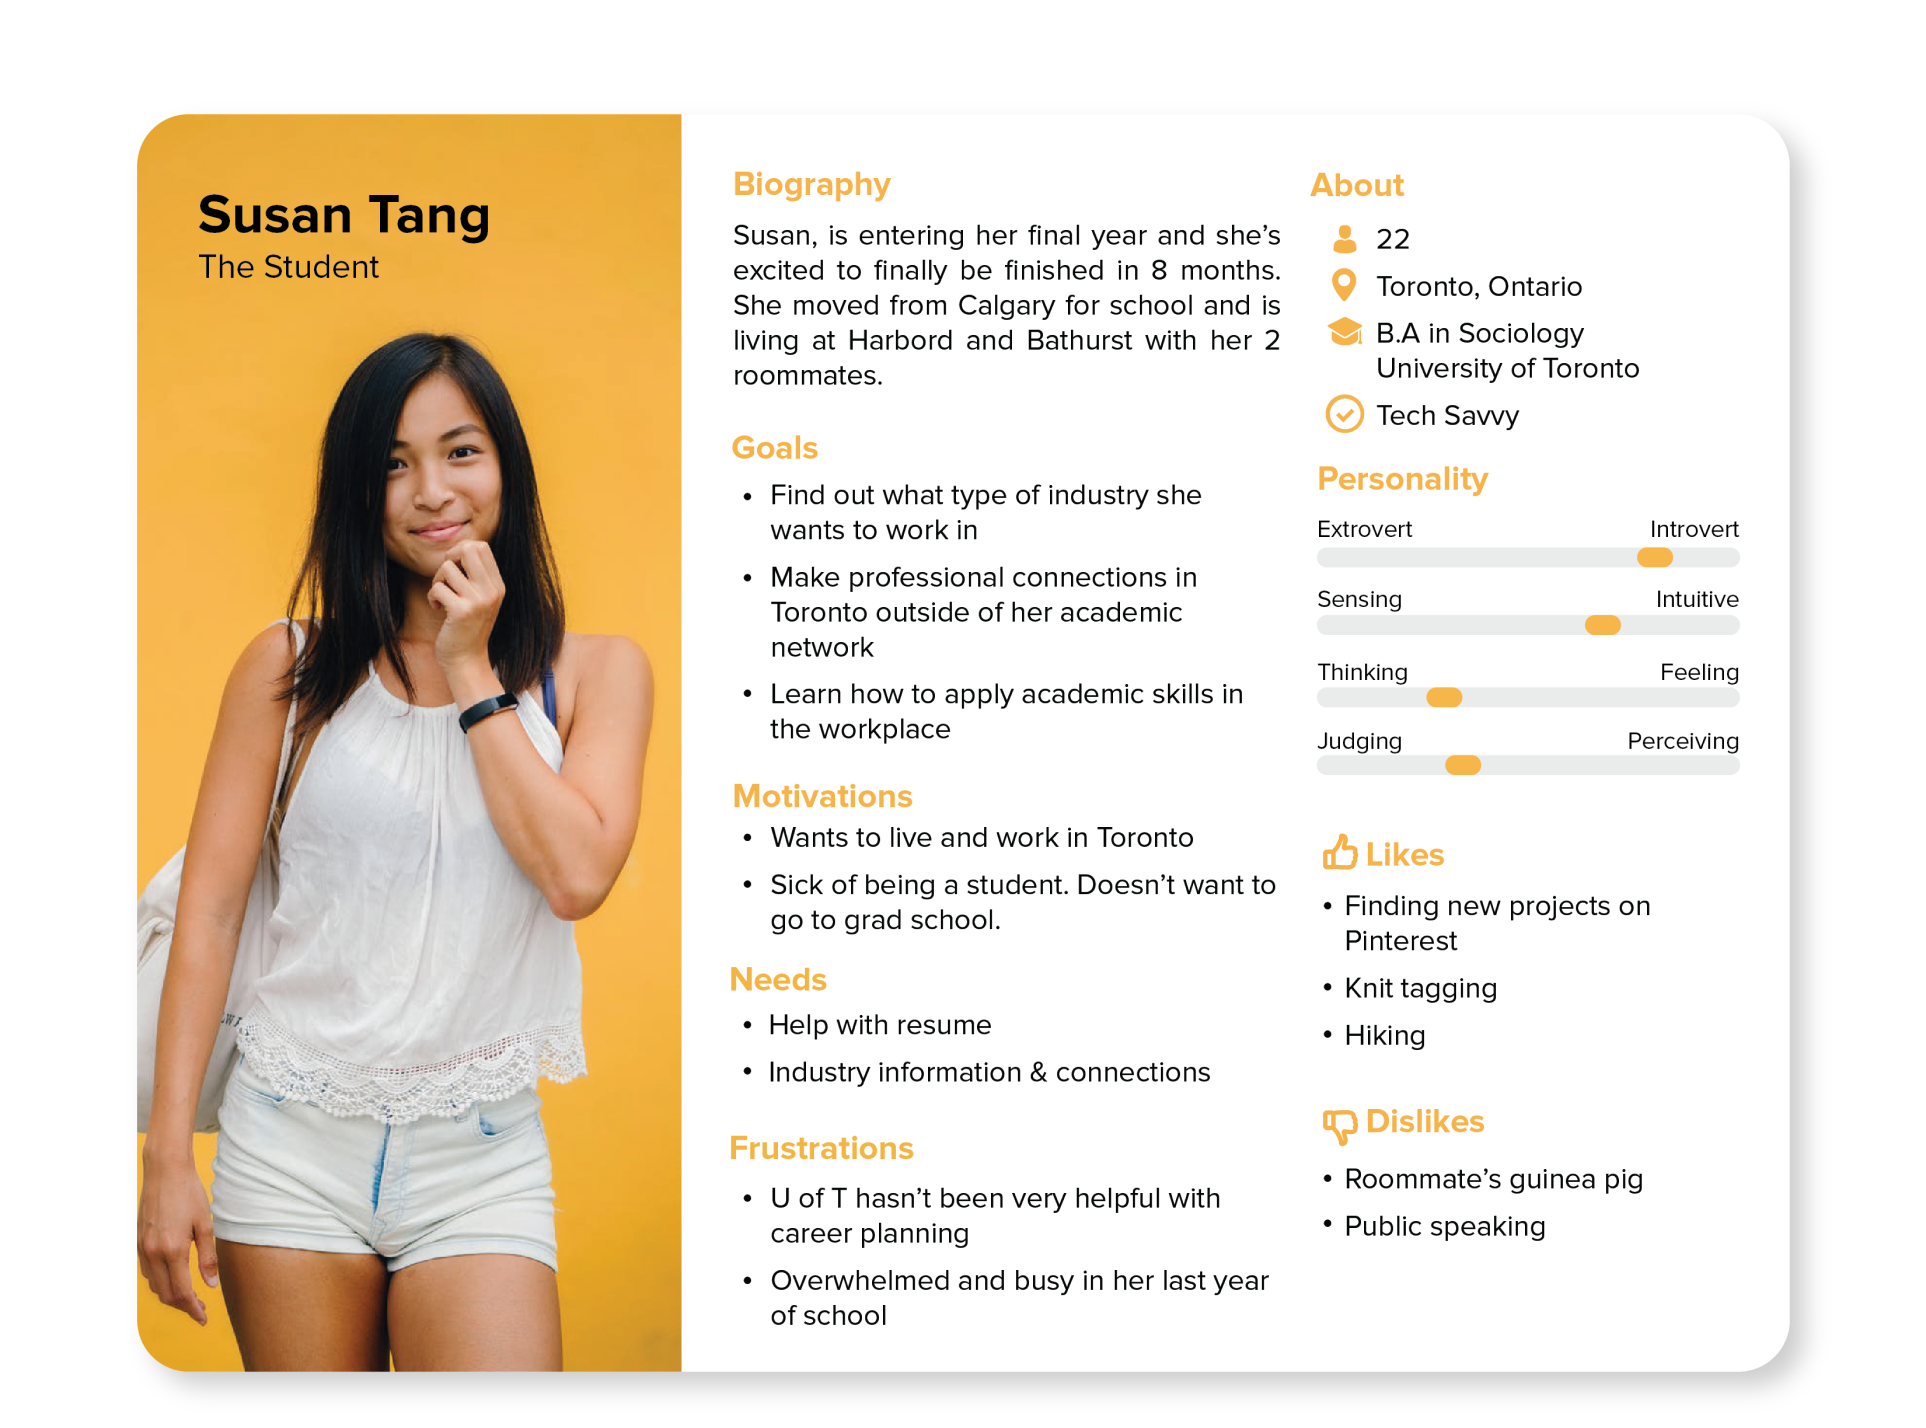 Susan Tang
The Student
Biography
Susan, is entering her final year and she’s
excited to finally be finished in 8 months.
She moved from Calgary for school and is
living at Harbord and Bathurst with her 2
roommates.
Goals
• Find out what type of industry she
wants to work in
• Make professional connections in
Toronto outside of her academic
network
• Learn how to apply academic skills in
the workplace
Motivations
• Wants to live and work in Toronto
• Sick of being a student. Doesn’t want to
go to grad school.
Needs
• Help with resume
• Industry information & connections
Frustrations
• U of T hasn’t been very helpful with
career planning
• Overwhelmed and busy in her last year
of school
About
22
Toronto, Ontario
B.A in Sociology
University of Toronto
Tech Savvy
Personality
Extrovert Introvert
Sensing Intuitive
Thinking Feeling
Judging Perceiving
Likes
• Finding new projects on
Pinterest
• Knit tagging
• Hiking
Dislikes
• Roommate’s guinea pig
• Public speaking